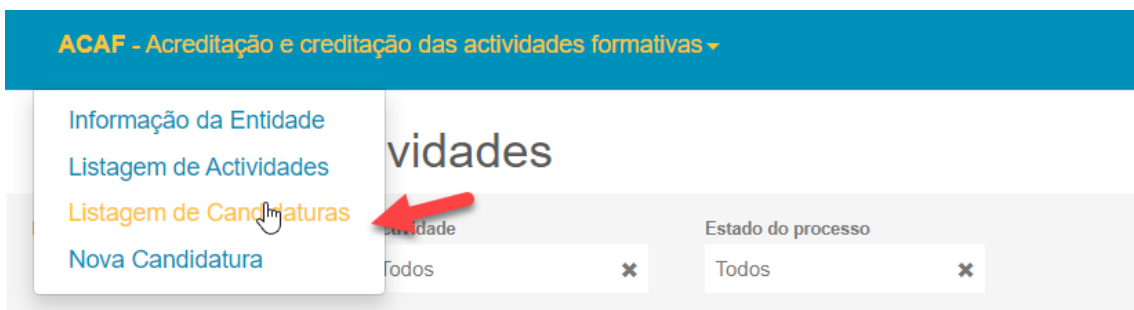 ACAF - Acreditação e creditação das actividades formativas
Informação da Entidade
Listagem de Actividades
vidades
Listagem de Candidaturas
Estado do processo
Nova Candidatura
Todos
Todos